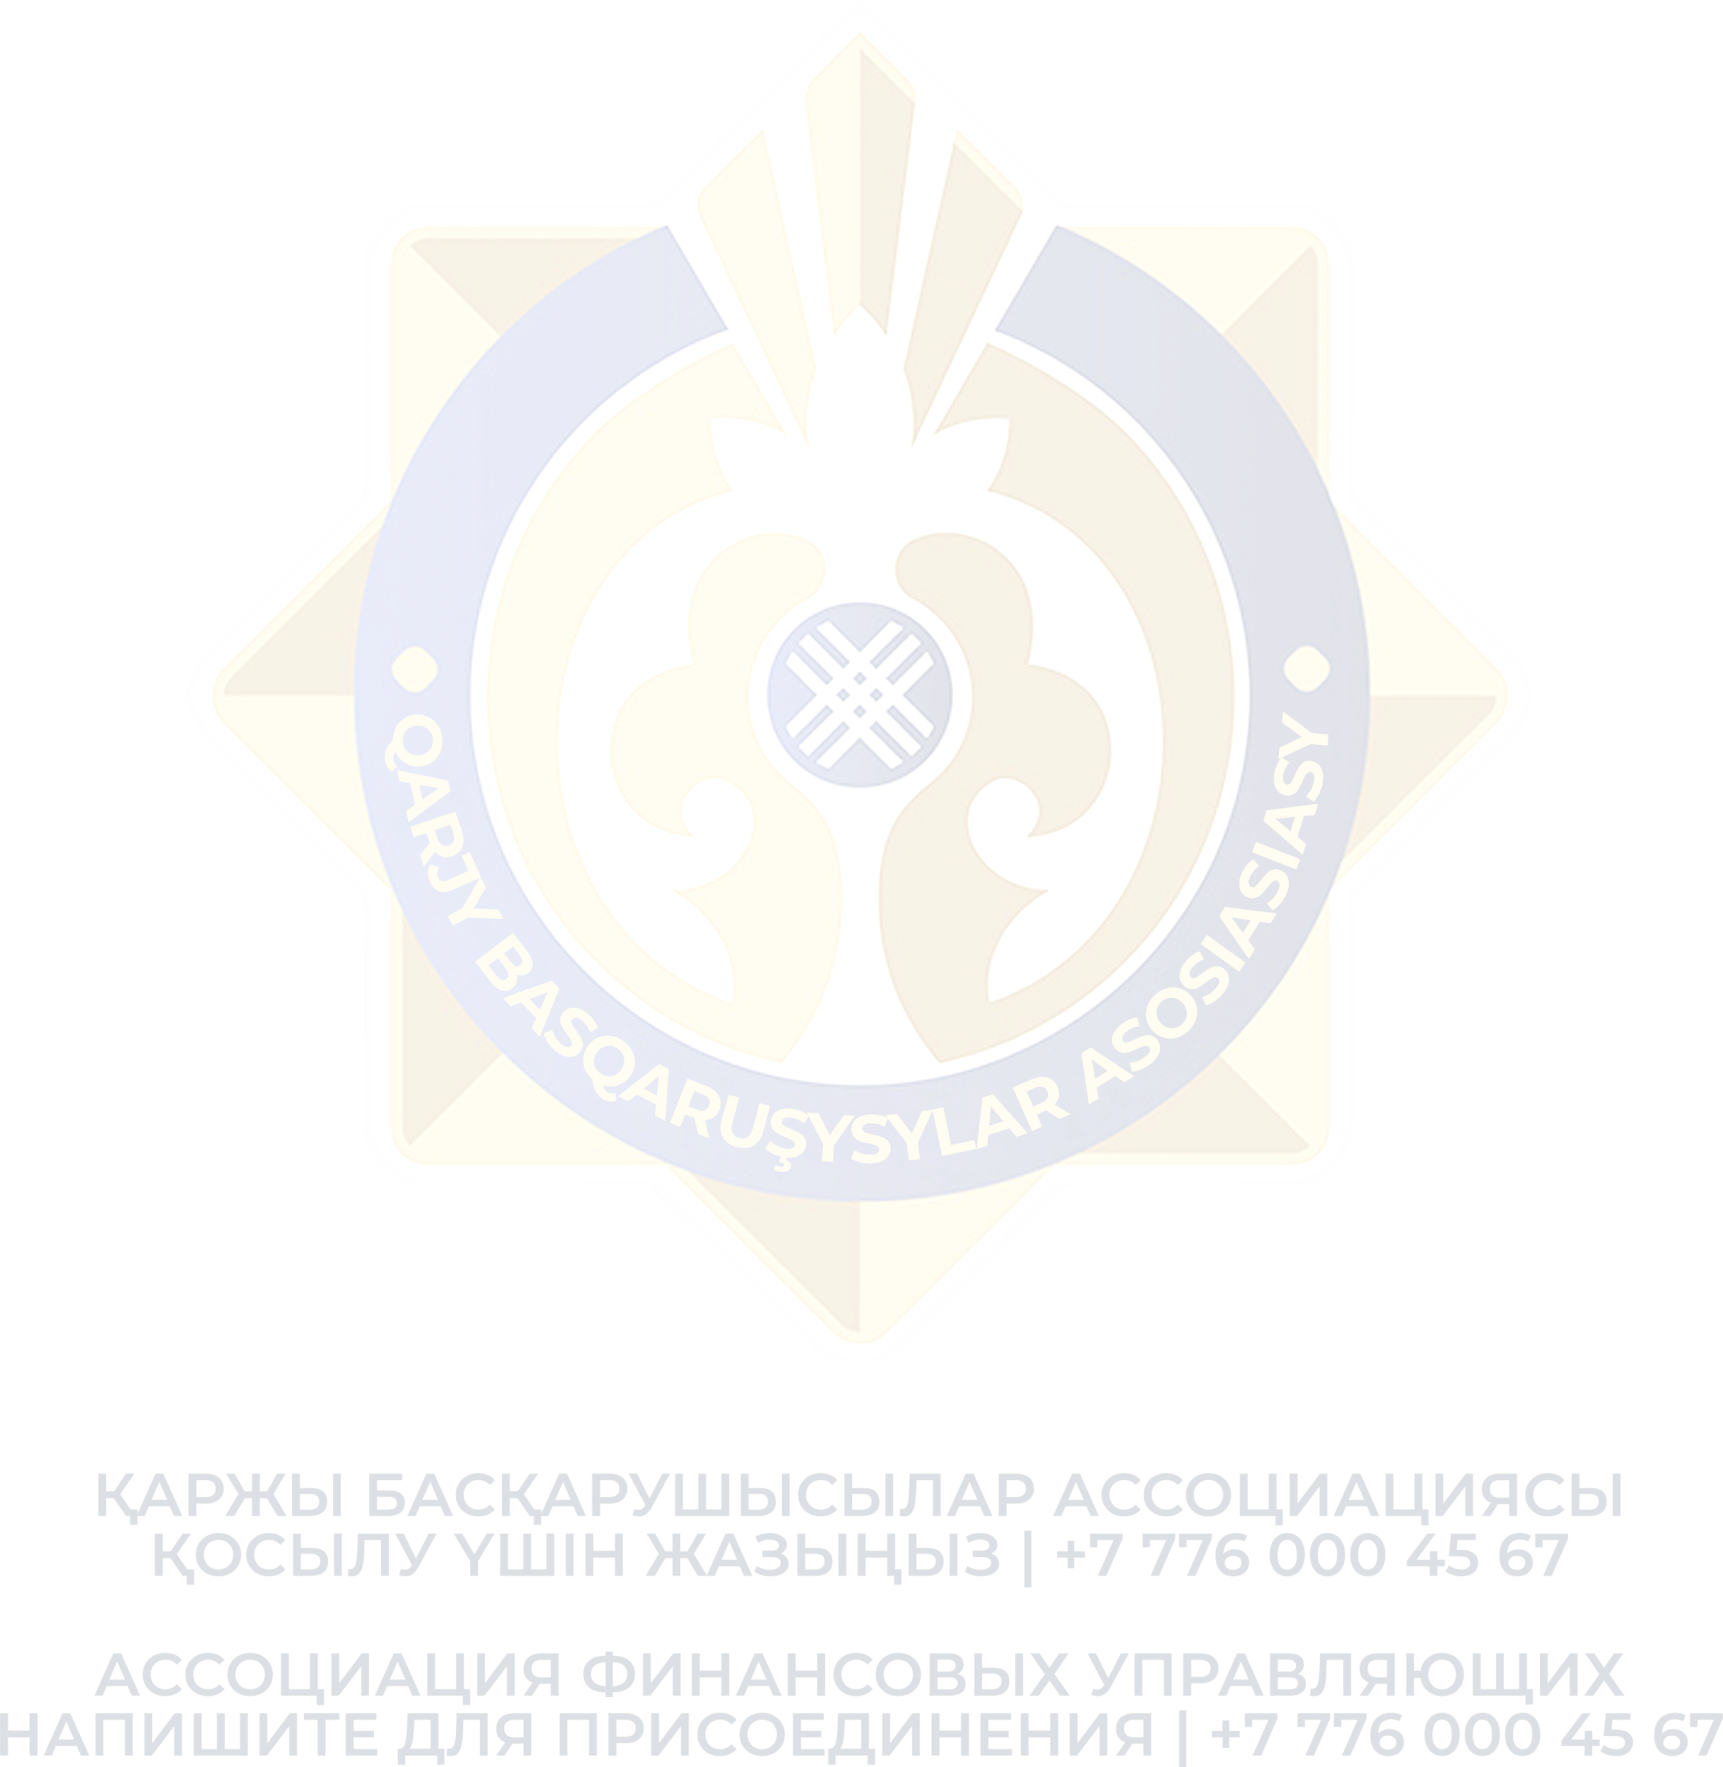 QARJY BASQARUŞYSYLAR ASOSIASIASY
ҚАРЖЫ БАСҚАРУШЫСЫЛАР АССОЦИАЦИЯСЫ
ҚОСЫЛУ ҮШІН ЖАЗЫҢЫЗ | +7 776 000 45 67
АССОЦИАЦИЯ ФИНАНСОВЫХ УПРАВЛЯЮЩИХ
НАПИШИТЕ ДЛЯ ПРИСОЕДИНЕНИЯ | +7 776 000 45 67